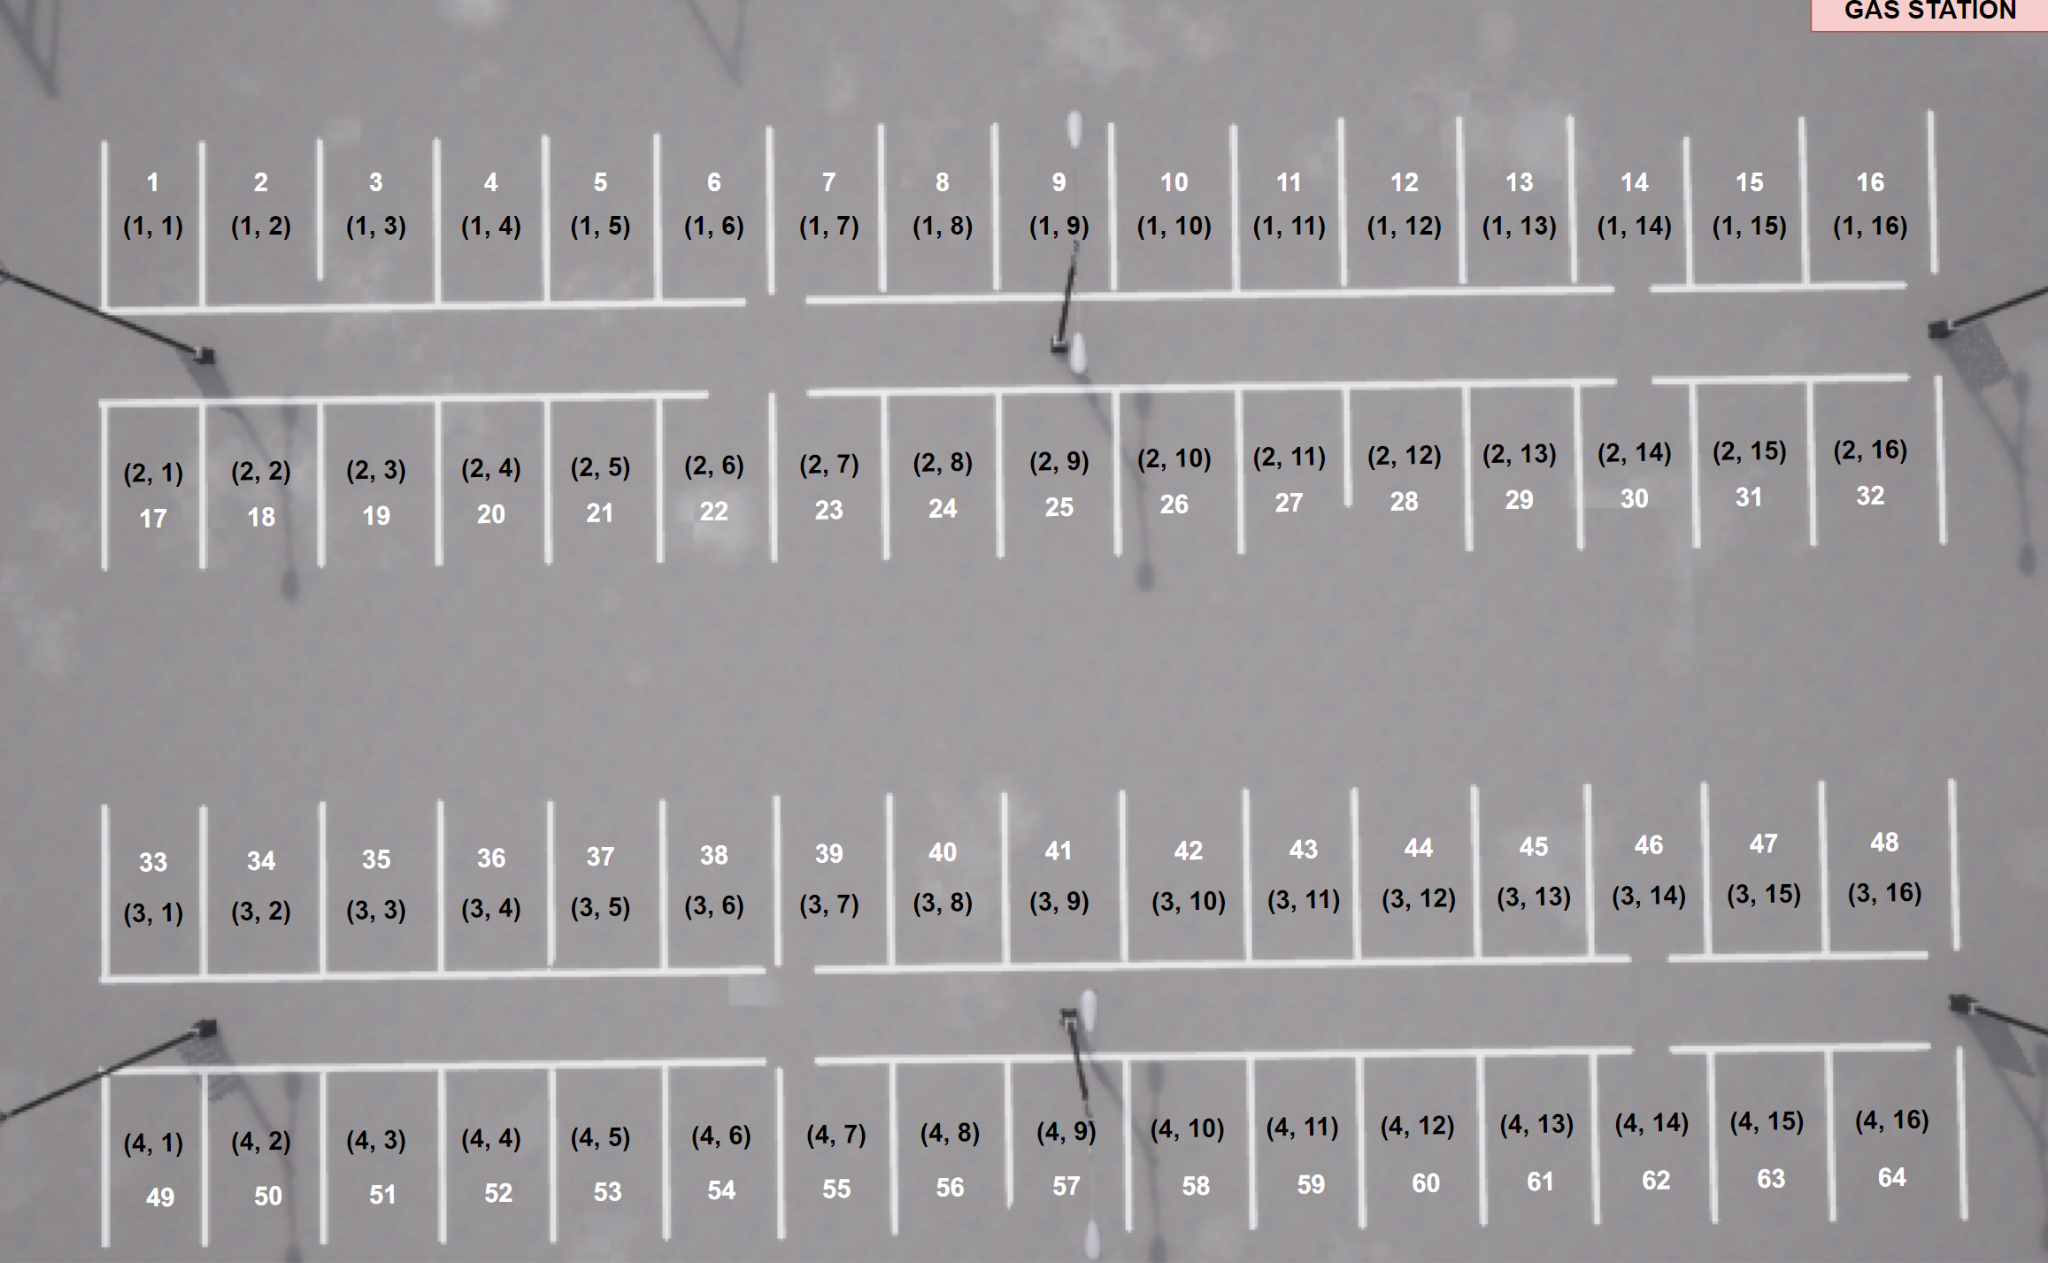 GAS STATION
1 2 3 4 5 6 7 8 9 10 11 12 13 14 15 16
(1, 1) (1, 2) (1, 3) (1, 4) (1, 5) (1, 6) (1, 7) (1, 8) (1, 9) (1, 10) (1, 11) (1, 12) (1, 13) (1, 14) (1, 15) (1, 16)
(2, 1) (2, 2) (2, 3) (2, 4) (2, 5) (2, 6) (2, 7) (2, 8) (2, 9) (2, 10) (2, 11) (2, 12) (2, 13) (2, 14) (2, 15) (2, 16)
17 18 19 20 21 22 23 24 25 26 27 28 29 30 31 32
33 34 35 36 37 38 39 40 41 42 43 44 45 46 47 48
(3, 1) (3, 2) (3, 3) (3, 4) (3, 5) (3, 6) (3, 7) (3, 8) (3, 9) (3, 10) (3, 11) (3, 12) (3, 13) (3, 14) (3, 15) (3, 16)
(4, 1) (4, 2) (4, 3) (4, 4) (4, 5) (4, 6) (4, 7) (4, 8) (4, 9) (4, 10) (4, 11) (4, 12) (4, 13) (4, 14) (4, 15) (4, 16)
49 50 51 52 53 54 55 56 57 58 59 60 61 62 63 64